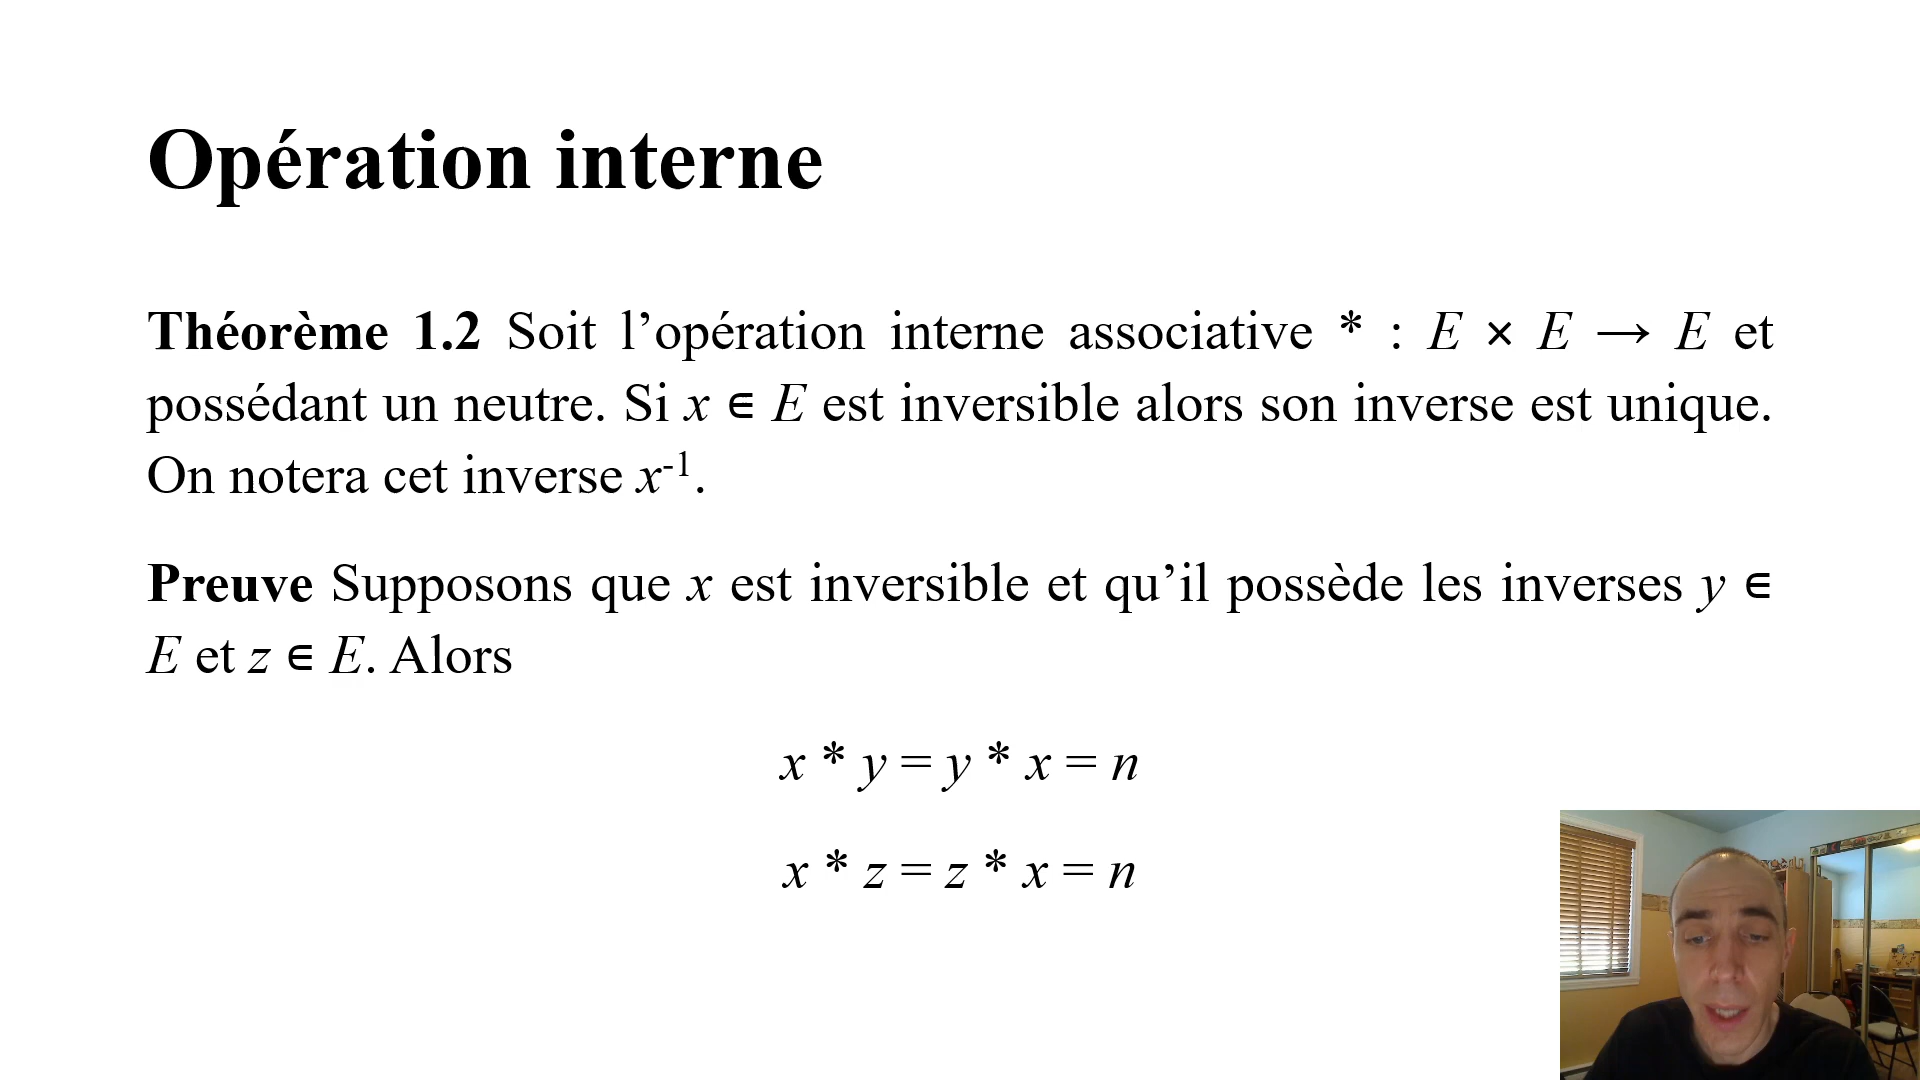 Opération interne
Théorème 1.2 Soit l’opération interne associative * : E × E → E et
possédant un neutre. Si x ∈ E est inversible alors son inverse est unique.
On notera cet inverse x⁻¹.
Preuve Supposons que x est inversible et qu’il possède les inverses y ∈
E et z ∈ E. Alors
x * y = y * x = n
x * z = z * x = n